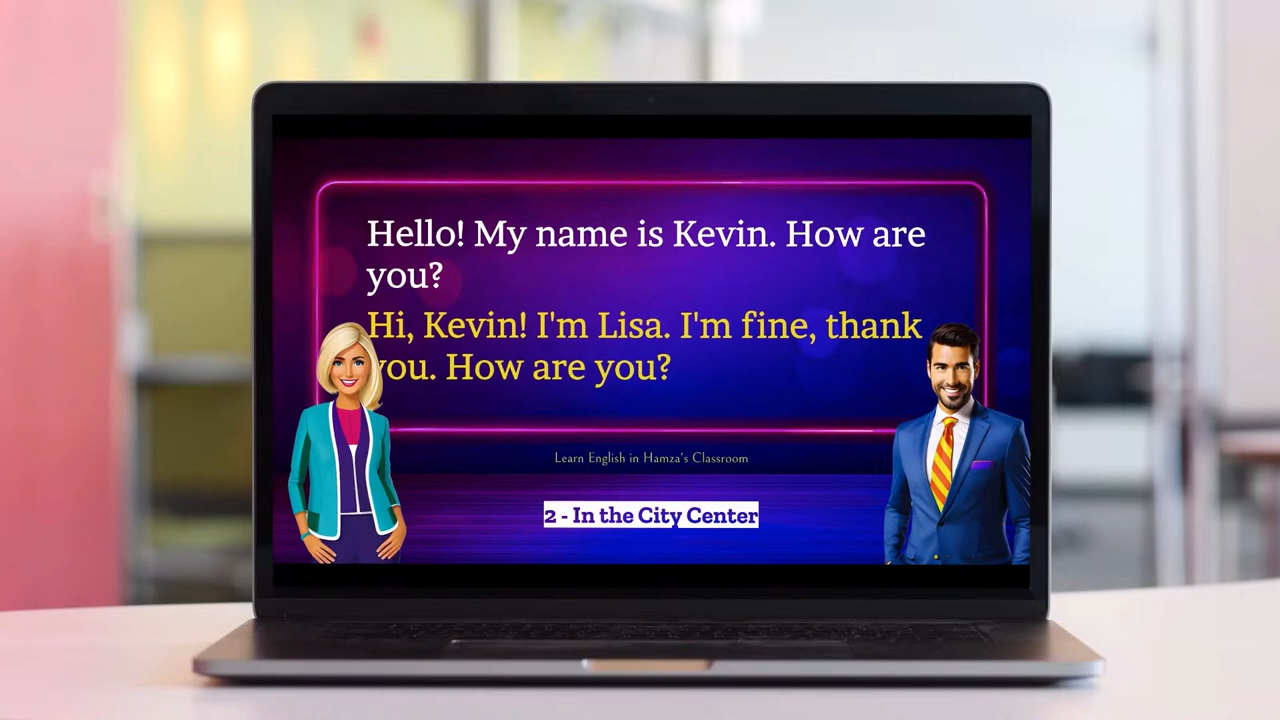 Hello! My name is Kevin. How are
you?
Hi, Kevin! I'm Lisa. I'm fine, thank
you. How are you?
Learn English in Hamza's Classroom
2 - In the City Center